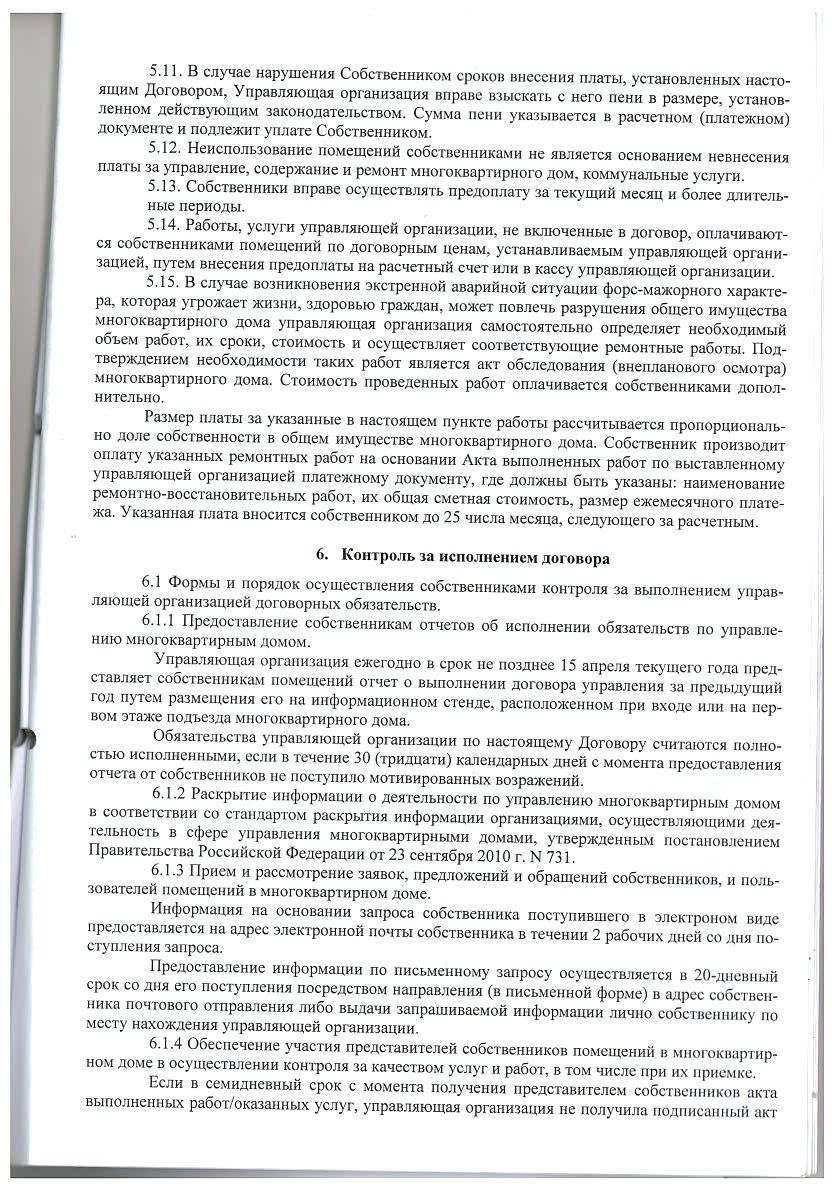 5.11. В случае нарушения Собственником сроков внесения платы, установленных насто-
ящим Договором, Управляющая организация вправе взыскать с него пени в размере, установ-
ленном действующим законодательством. Сумма пени указывается в расчетном (платежном)
документе и подлежит уплате Собственником.
5.12. Неиспользование помещений собственниками не является основанием невнесения
платы за управление, содержание и ремонт многоквартирного дом, коммунальные услуги.
5.13. Собственники вправе осуществлять предоплату за текущий месяц и более длитель-
ные периоды.
5.14. Работы, услуги управляющей организации, не включенные в договор, оплачивают-
ся собственниками помещений по договорным ценам, устанавливаемым управляющей органи-
зацией, путем внесения предоплаты на расчетный счет или в кассу управляющей организации.
5.15. В случае возникновения экстренной аварийной ситуации форс-мажорного характе-
ра, которая угрожает жизни, здоровью граждан, может повлечь разрушения общего имущества
многоквартирного дома управляющая организация самостоятельно определяет необходимый
объем работ, их сроки, стоимость и осуществляет соответствующие ремонтные работы. Под-
тверждением необходимости таких работ является акт обследования (внепланового осмотра)
многоквартирного дома. Стоимость проведенных работ оплачивается собственниками допол-
нительно.
Размер платы за указанные в настоящем пункте работы рассчитывается пропорциональ-
но доле собственности в общем имуществе многоквартирного дома. Собственник производит
оплату указанных ремонтных работ на основании Акта выполненных работ по выставленному
управляющей организацией платежному документу, где должны быть указаны: наименование
ремонтно-восстановительных работ, их общая сметная стоимость, размер ежемесячного плате-
жа. Указанная плата вносится собственником до 25 числа месяца, следующего за расчетным.
6. Контроль за исполнением договора
6.1 Формы и порядок осуществления собственниками контроля за выполнением управ-
ляющей организацией договорных обязательств.
6.1.1 Предоставление собственникам отчетов об исполнении обязательств по управле-
нию многоквартирным домом.
Управляющая организация ежегодно в срок не позднее 15 апреля текущего года пред-
ставляет собственникам помещений отчет о выполнении договора управления за предыдущий
год путем размещения его на информационном стенде, расположенном при входе или на пер-
вом этаже подъезда многоквартирного дома.
Обязательства управляющей организации по настоящему Договору считаются полно-
стью исполненными, если в течение 30 (тридцати) календарных дней с момента предоставления
отчета от собственников не поступило мотивированных возражений.
6.1.2 Раскрытие информации о деятельности по управлению многоквартирным домом
в соответствии со стандартом раскрытия информации организациями, осуществляющими дея-
тельность в сфере управления многоквартирными домами, утвержденным постановлением
Правительства Российской Федерации от 23 сентября 2010 г. N 731.
6.1.3 Прием и рассмотрение заявок, предложений и обращений собственников, и поль-
зователей помещений в многоквартирном доме.
Информация на основании запроса собственника поступившего в электроном виде
предоставляется на адрес электронной почты собственника в течении 2 рабочих дней со дня по-
ступления запроса.
Предоставление информации по письменному запросу осуществляется в 20-дневный
срок со дня его поступления посредством направления (в письменной форме) в адрес собствен-
ника почтового отправления либо выдачи запрашиваемой информации лично собственнику по
месту нахождения управляющей организации.
6.1.4 Обеспечение участия представителей собственников помещений в многоквартир-
ном доме в осуществлении контроля за качеством услуг и работ, в том числе при их приемке.
Если в семидневный срок с момента получения представителем собственников акта
выполненных работ/оказанных услуг, управляющая организация не получила подписанный акт